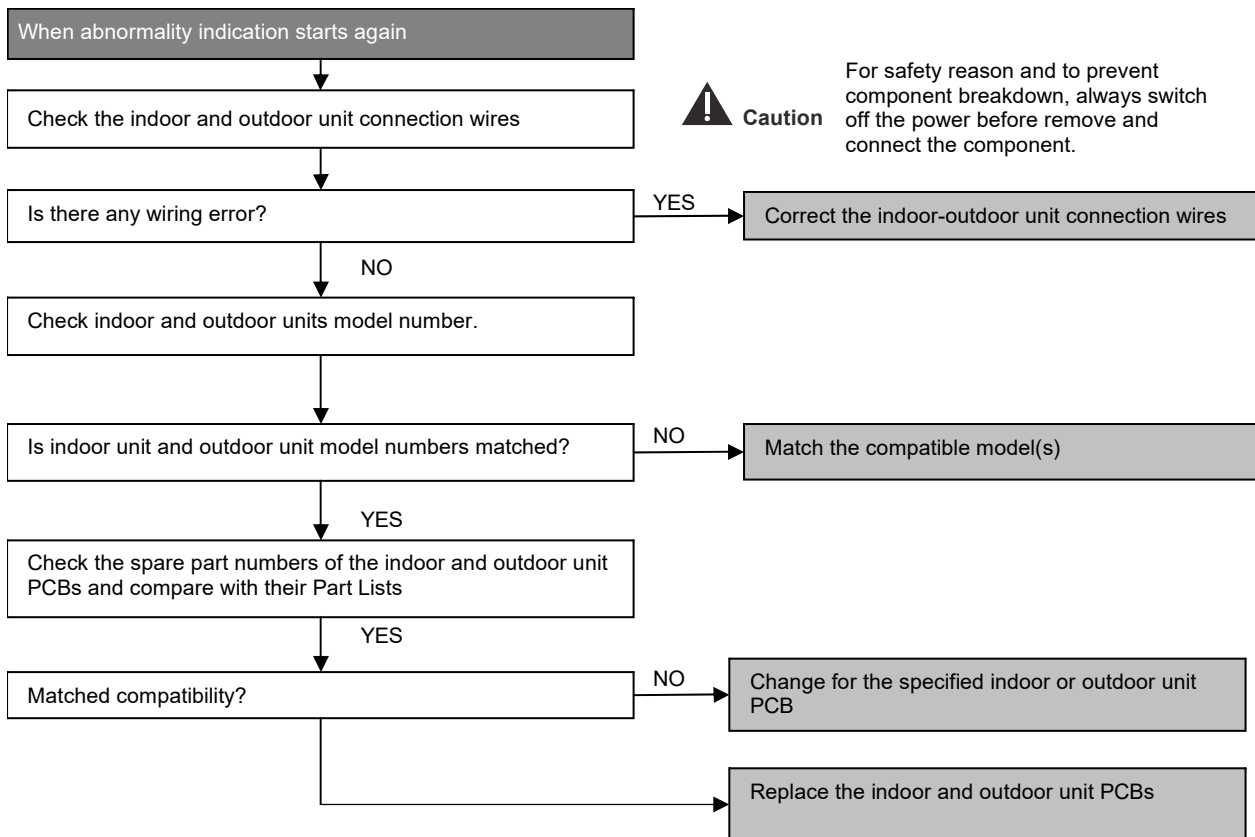 When abnormality indication starts again
For safety reason and to prevent
component breakdown, always switch
off the power before remove and
connect the component.
Caution
Check the indoor and outdoor unit connection wires
Is there any wiring error?
YES
Correct the indoor-outdoor unit connection wires
NO
Check indoor and outdoor units model number.
Is indoor unit and outdoor unit model numbers matched?
NO
Match the compatible model(s)
YES
Check the spare part numbers of the indoor and outdoor unit
PCBs and compare with their Part Lists
YES
Matched compatibility?
NO
Change for the specified indoor or outdoor unit
PCB
Replace the indoor and outdoor unit PCBs